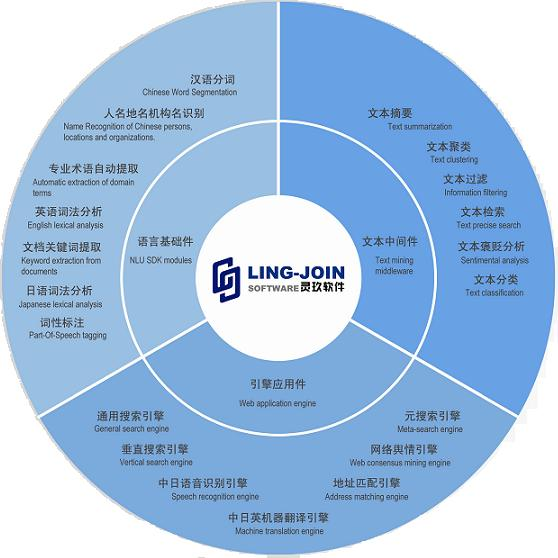 汉语分词
Chinese Word Segmentation
人名地名机构名识别
Name Recognition of Chinese persons,
locations and organizations.
专业术语自动提取
Automatic extraction of domain
terms
英语词法分析
English lexical analysis
文档关键词提取
Keyword extraction from
documents
日语词法分析
Japanese lexical analysis
词性标注
Part-Of-Speech tagging
语言基础件
NLU SDK modules
文本摘要
Text summarization
文本聚类
Text clustering
文本过滤
Information filtering
文本检索
Text precise search
文本褒贬分析
Sentimental analysis
文本分类
Text classification
文本中间件
Text mining
middleware
LING-JOIN
SOFTWARE灵玖软件
引擎应用件
Web application engine
通用搜索引擎
General search engine
垂直搜索引擎
Vertical search engine
中日语音识别引擎
Speech recognition engine
中日英机器翻译引擎
Machine translation engine
元搜索引擎
Meta-search engine
网络舆情引擎
Web consensus mining engine
地址匹配引擎
Address matching engine